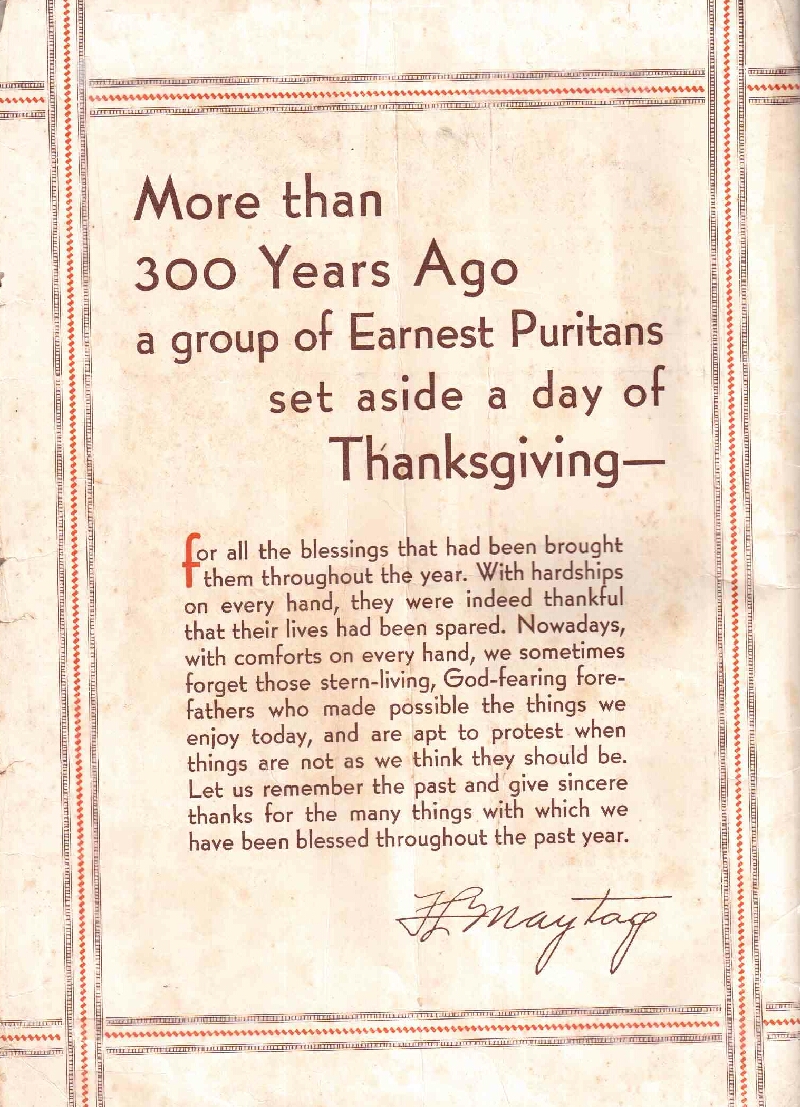 More than
300 Years Ago
a group of Earnest Puritans
set aside a day of
Thanksgiving—
for all the blessings that had been brought
them throughout the year. With hardships
on every hand, they were indeed thankful
that their lives had been spared. Nowadays,
with comforts on every hand, we sometimes
forget those stern-living, God-fearing fore-
fathers who made possible the things we
enjoy today, and are apt to protest when
things are not as we think they should be.
Let us remember the past and give sincere
thanks for the many things with which we
have been blessed throughout the past year.
FL Maytag